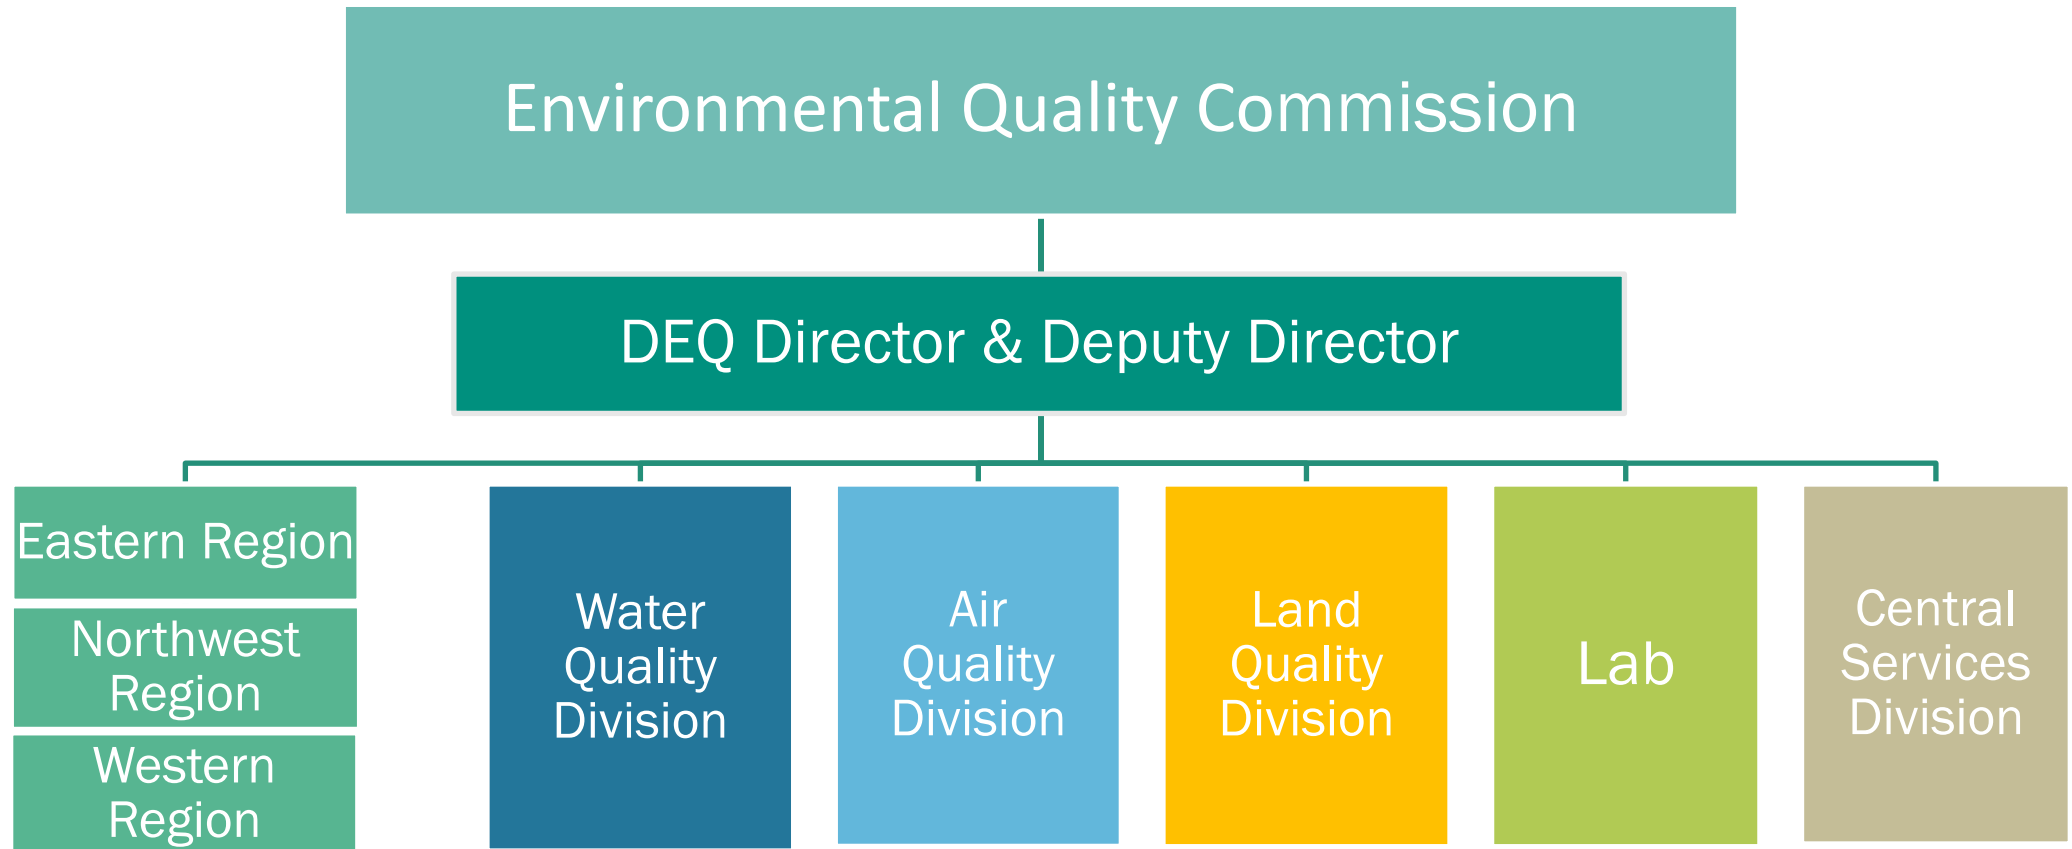 Environmental Quality Commission
DEQ Director & Deputy Director
Eastern Region
Northwest
Region
Western
Region
Water
Quality
Division
Air
Quality
Division
Land
Quality
Division
Lab
Central
Services
Division